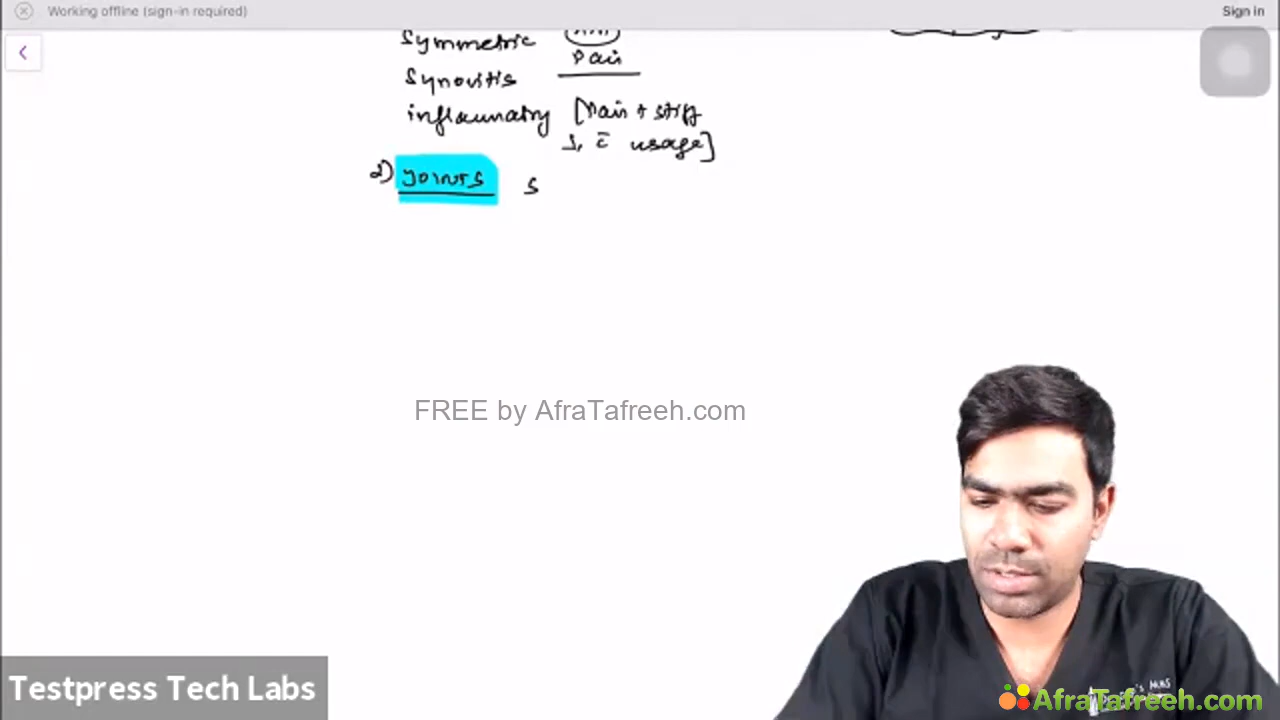 Working offline (sign-in required)
Sign in
Symmetric
Pain
Synovitis
inflammatory [Pain + stiff
↓, c̄ usage]
2) Joints S
FREE by AfraTafreeh.com
Testpress Tech Labs
AfraTafreeh.com